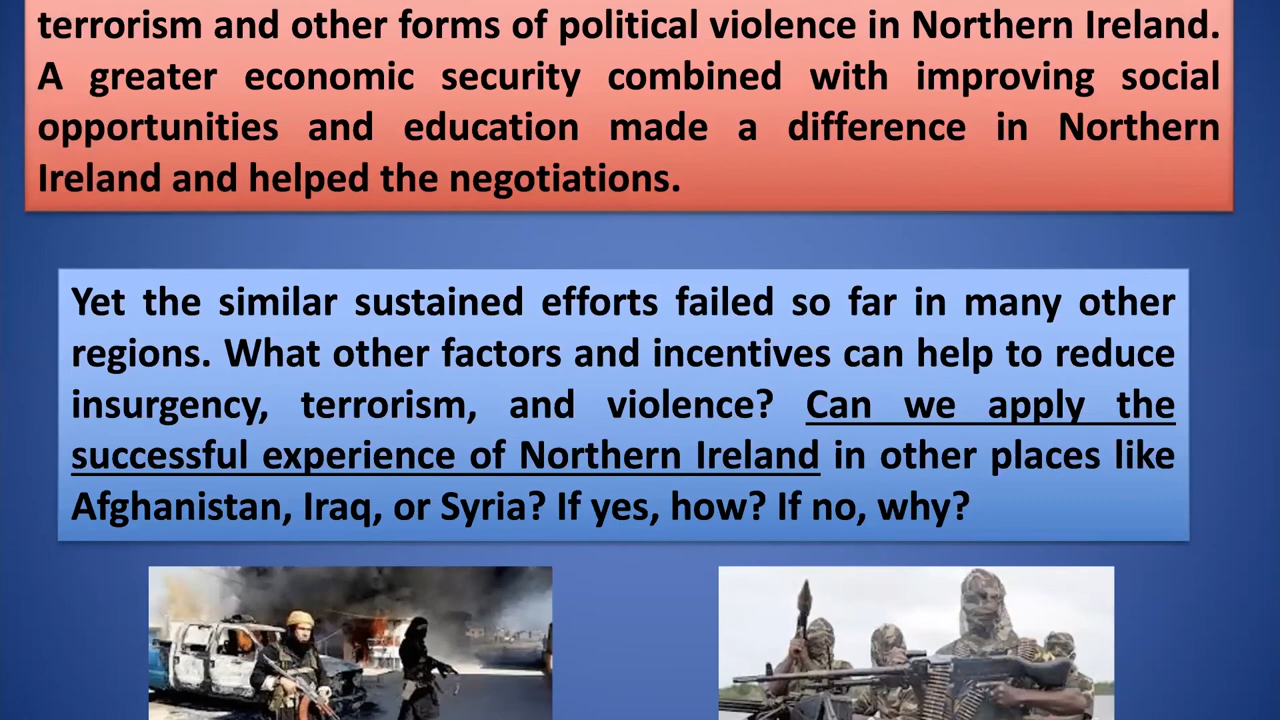 terrorism and other forms of political violence in Northern Ireland.
A greater economic security combined with improving social
opportunities and education made a difference in Northern
Ireland and helped the negotiations.
Yet the similar sustained efforts failed so far in many other
regions. What other factors and incentives can help to reduce
insurgency, terrorism, and violence? Can we apply the
successful experience of Northern Ireland in other places like
Afghanistan, Iraq, or Syria? If yes, how? If no, why?